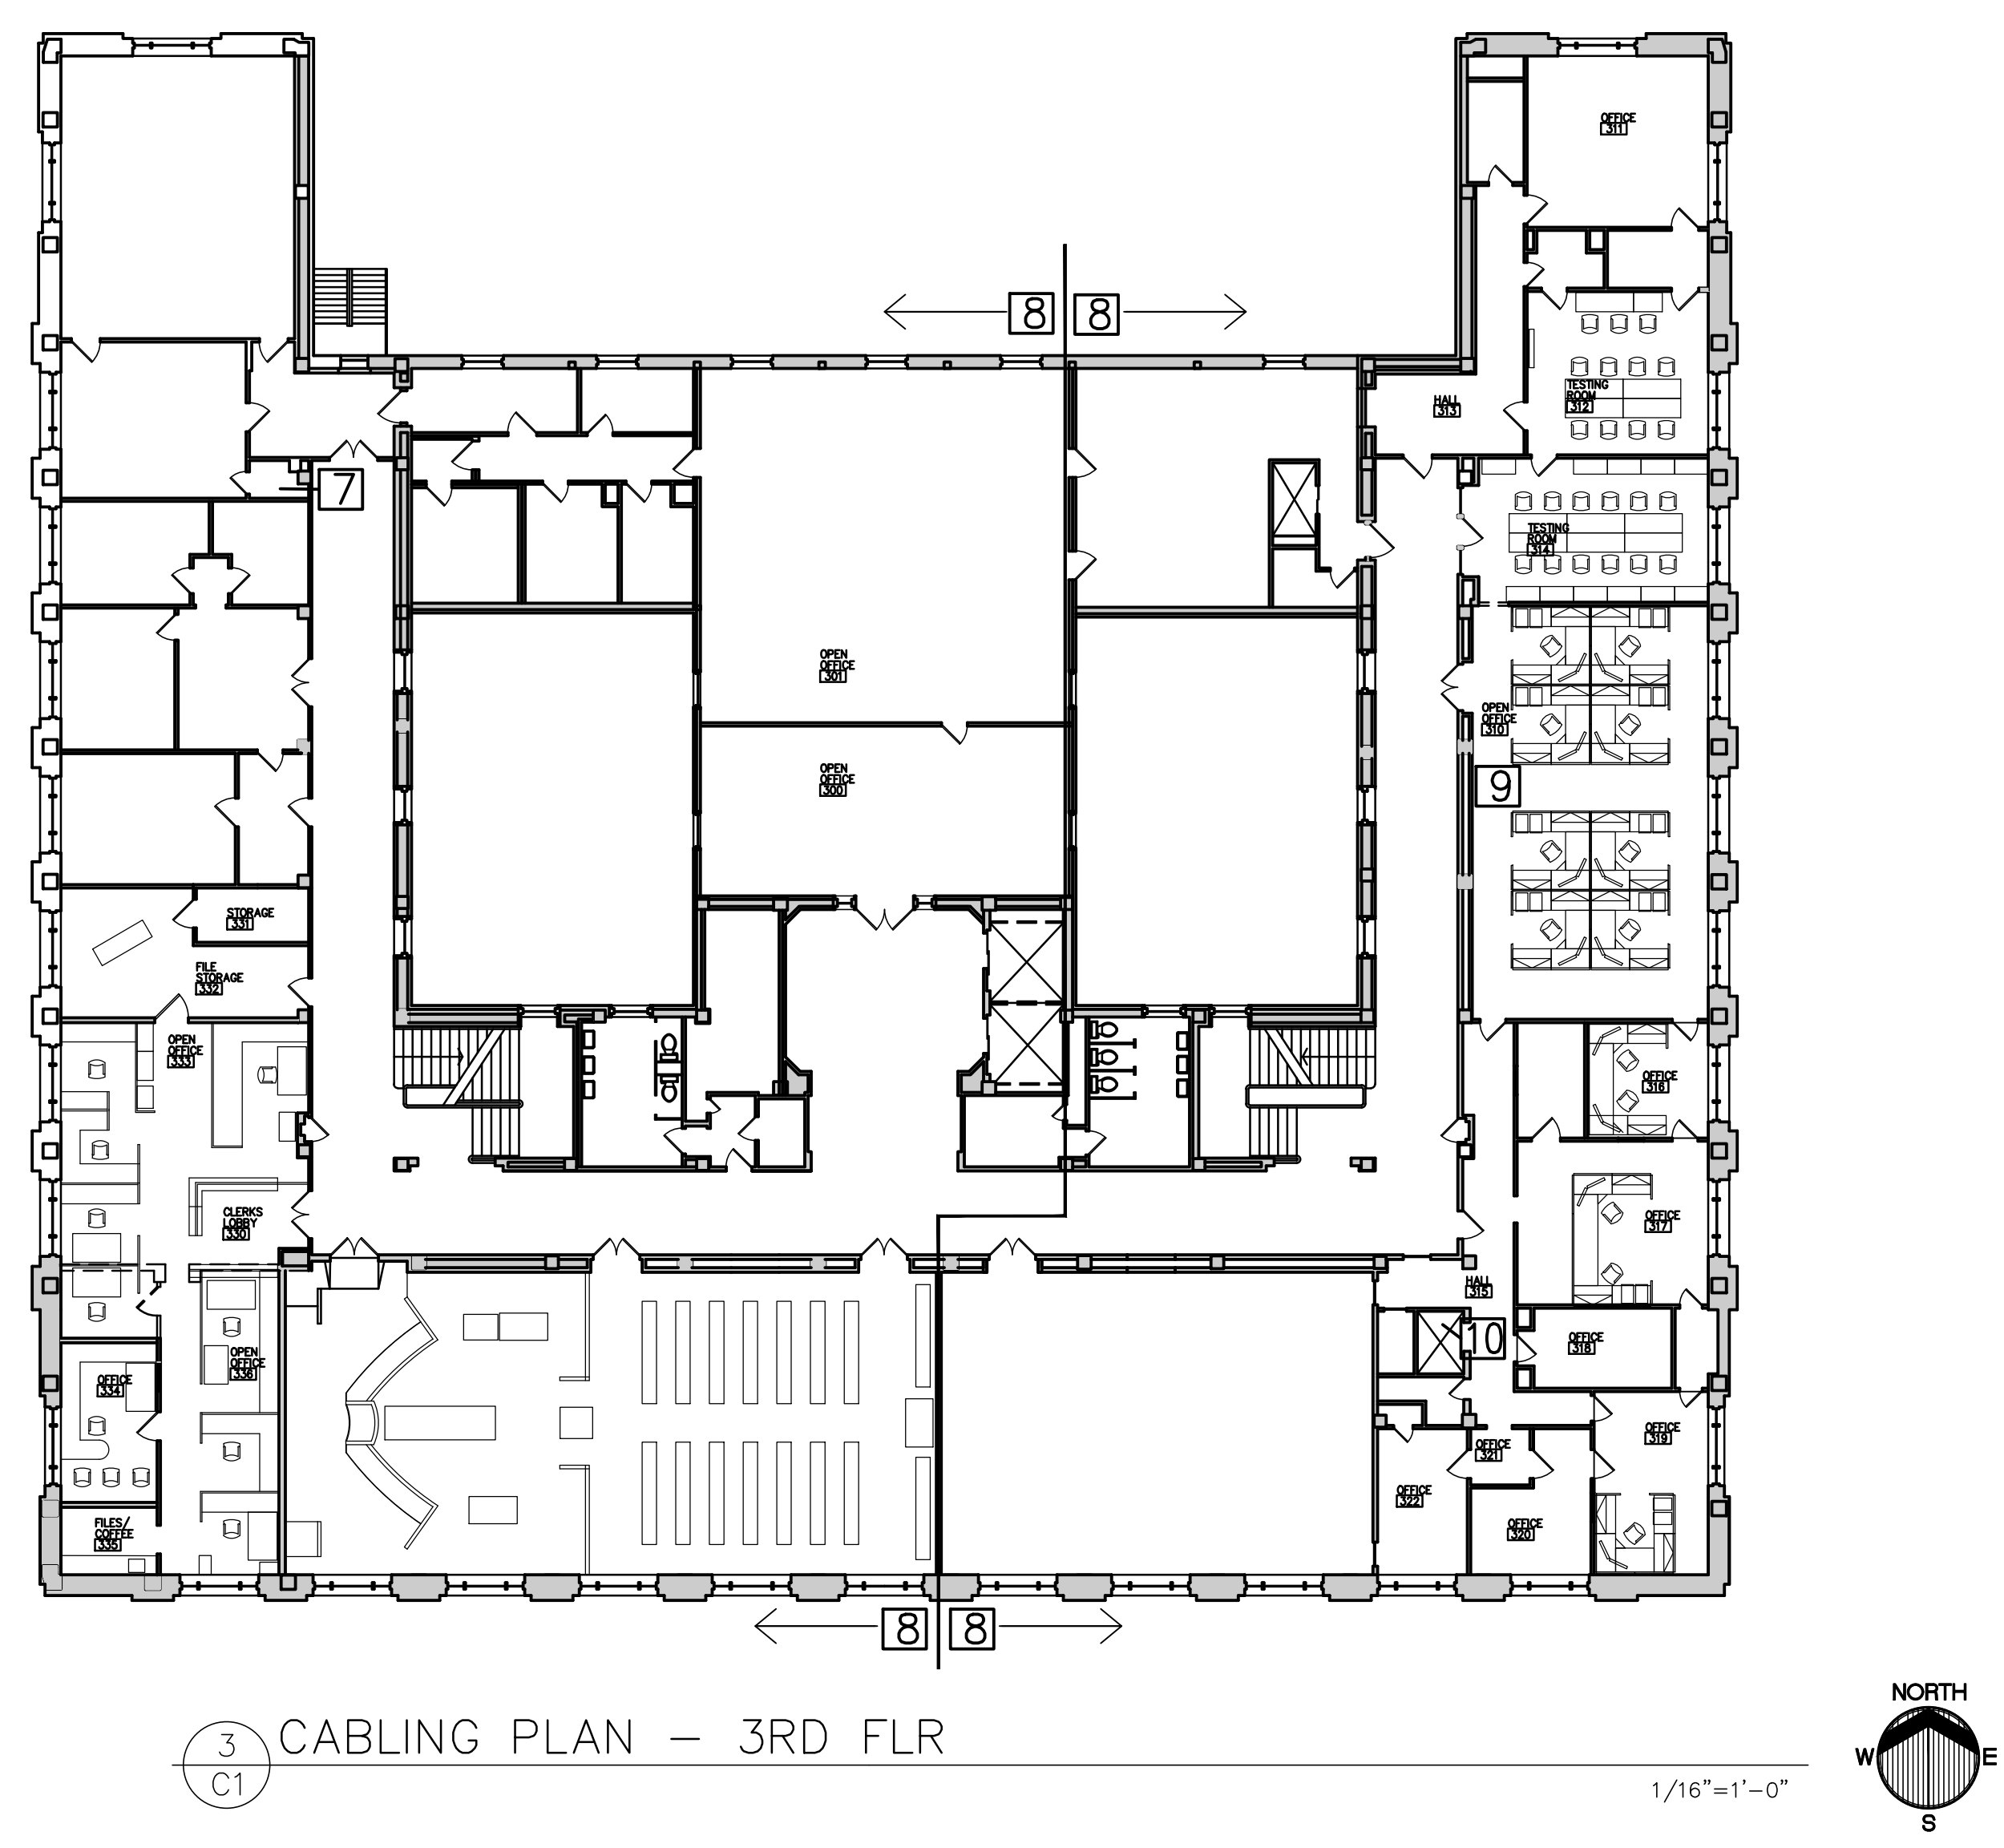 OFFICE
311
8
8
TESTING
ROOM
312
HALL
313
7
TESTING
ROOM
314
OPEN
OFFICE
301
OPEN
OFFICE
310
OPEN
OFFICE
300
9
STORAGE
331
FILE
STORAGE
332
OPEN
OFFICE
333
OFFICE
316
CLERKS
LOBBY
330
OFFICE
317
HALL
315
10
OFFICE
318
OPEN
OFFICE
336
OFFICE
334
OFFICE
319
OFFICE
321
OFFICE
322
OFFICE
320
FILES/
COFFEE
335
8
8
3
C1
CABLING PLAN - 3RD FLR
1/16"=1'-0"
NORTH
W
E
S